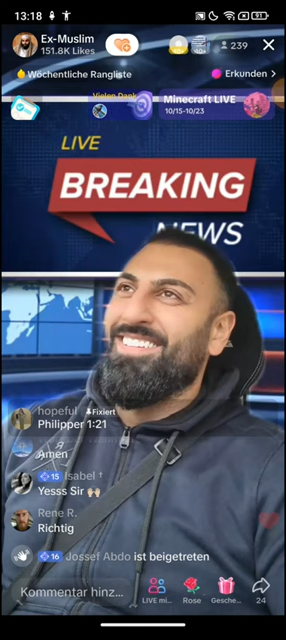 13:18
91
Ex-Muslim
151.8K Likes
40+
239
Wöchentliche Rangliste
Erkunden >
Vielen Dank
Minecraft LIVE
10/15-10/23
LIVE
BREAKING
NEWS
hopeful Fixiert
Philipper 1:21
Я
Amen
15 Isabel †
Yesss Sir 🙌🏼
Rene R.
Richtig
16 Jossef Abdo ist beigetreten
Kommentar hinz...
LIVE mi...
Rose
Gesche...
24